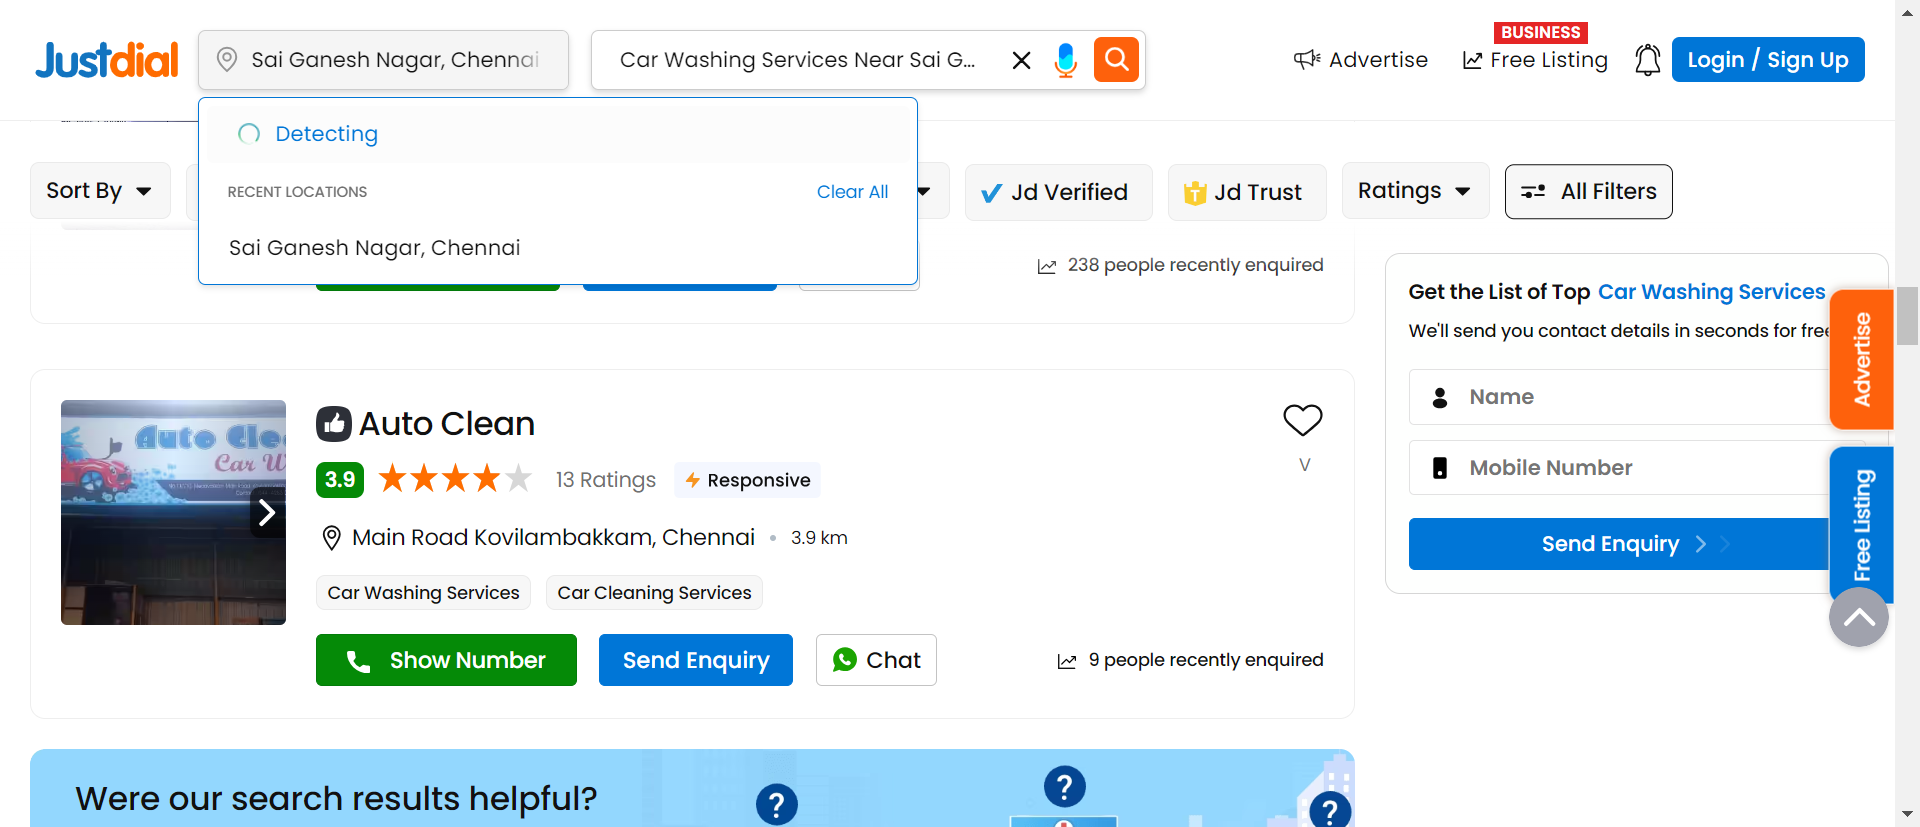 Justdial
Sai Ganesh Nagar, Chennai
Car Washing Services Near Sai G...
Advertise
BUSINESS
Free Listing
Login / Sign Up
Detecting
RECENT LOCATIONS
Clear All
Sai Ganesh Nagar, Chennai
Sort By
Jd Verified
T
Jd Trust
Ratings
All Filters
238 people recently enquired
Get the List of Top Car Washing Services
We'll send you contact details in seconds for free
Name
Mobile Number
Send Enquiry
Advertise
Free Listing
Auto Clean
3.9
13 Ratings
Responsive
V
Main Road Kovilambakkam, Chennai • 3.9 km
Car Washing Services
Car Cleaning Services
Show Number
Send Enquiry
Chat
9 people recently enquired
Auto Cle
Car W
Were our search results helpful?
?
?
?